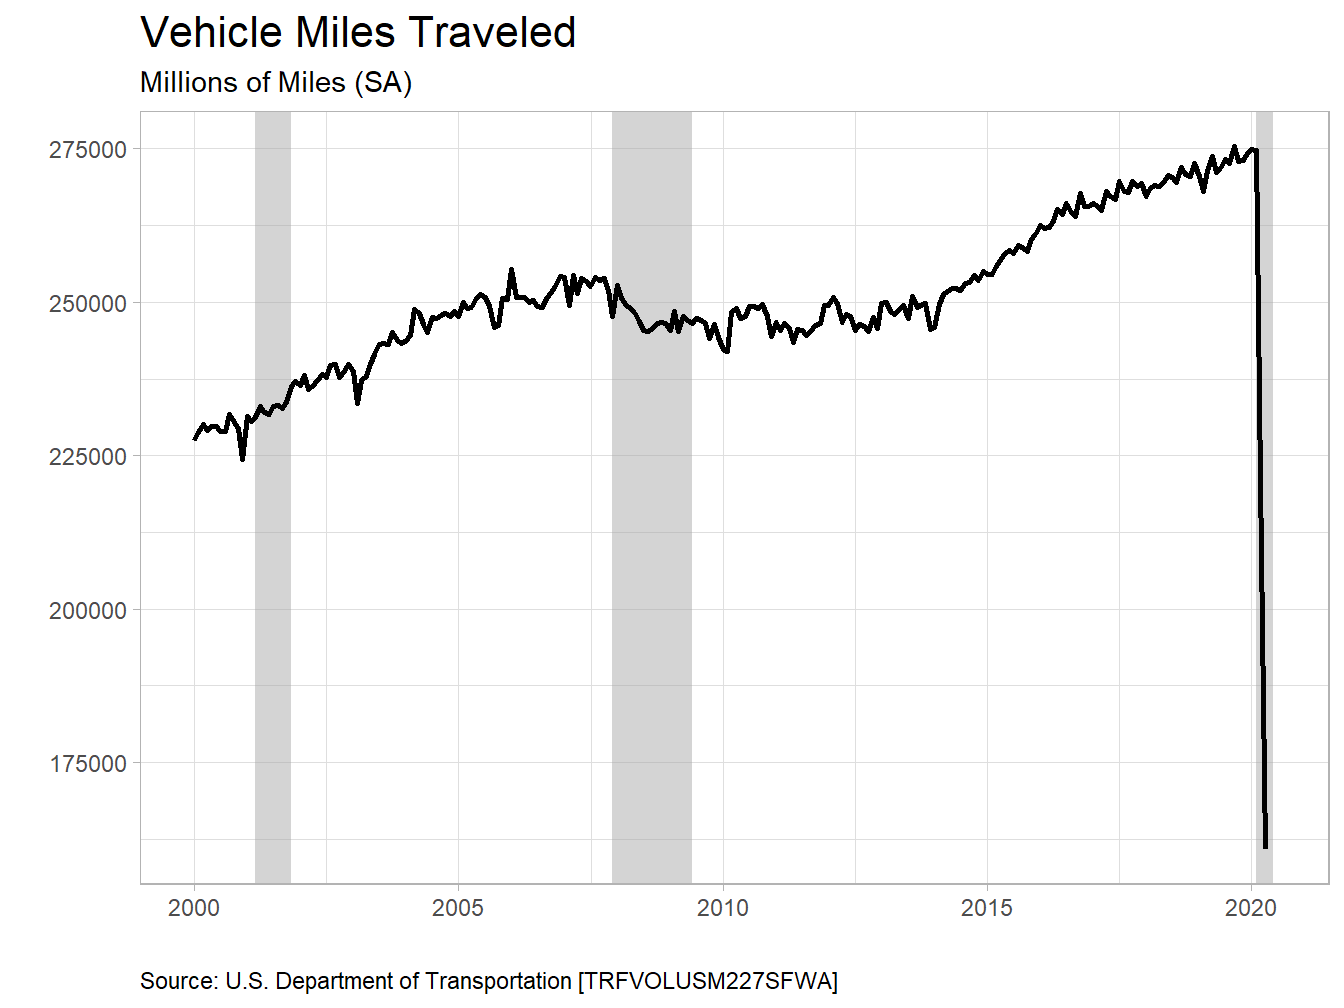 Vehicle Miles Traveled
Millions of Miles (SA)
275000
250000
225000
200000
175000
2000 2005 2010 2015 2020
Source: U.S. Department of Transportation [TRFVOLUSM227SFWA]